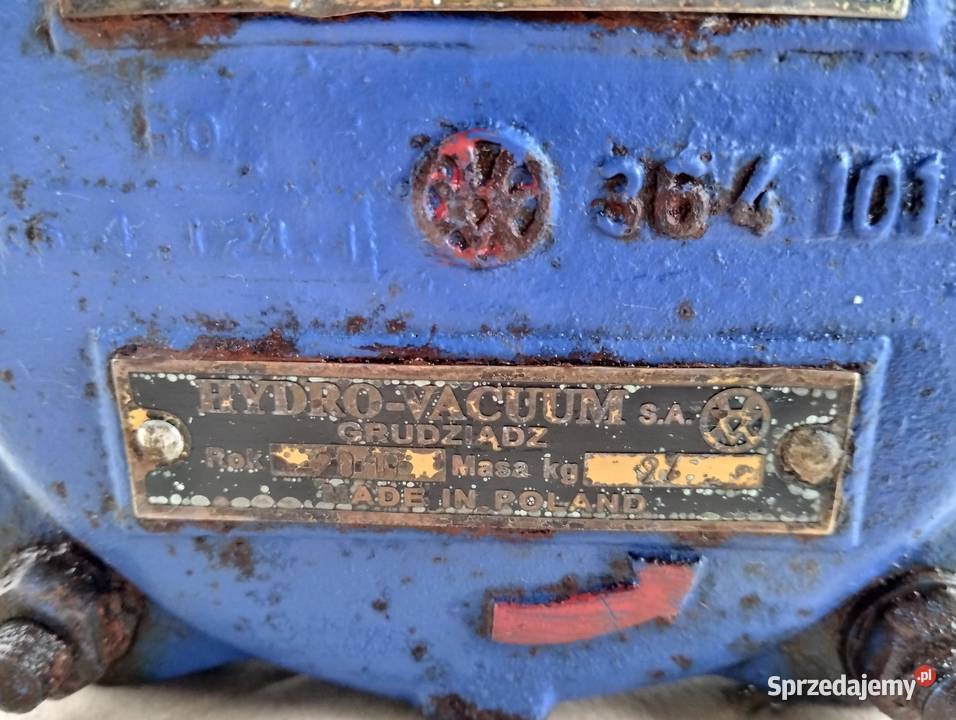 364 101
HYDRO-VACUUM S.A.
GRUDZIĄDZ
Rok Masa kg
MADE IN POLAND
Sprzedajemy.pl